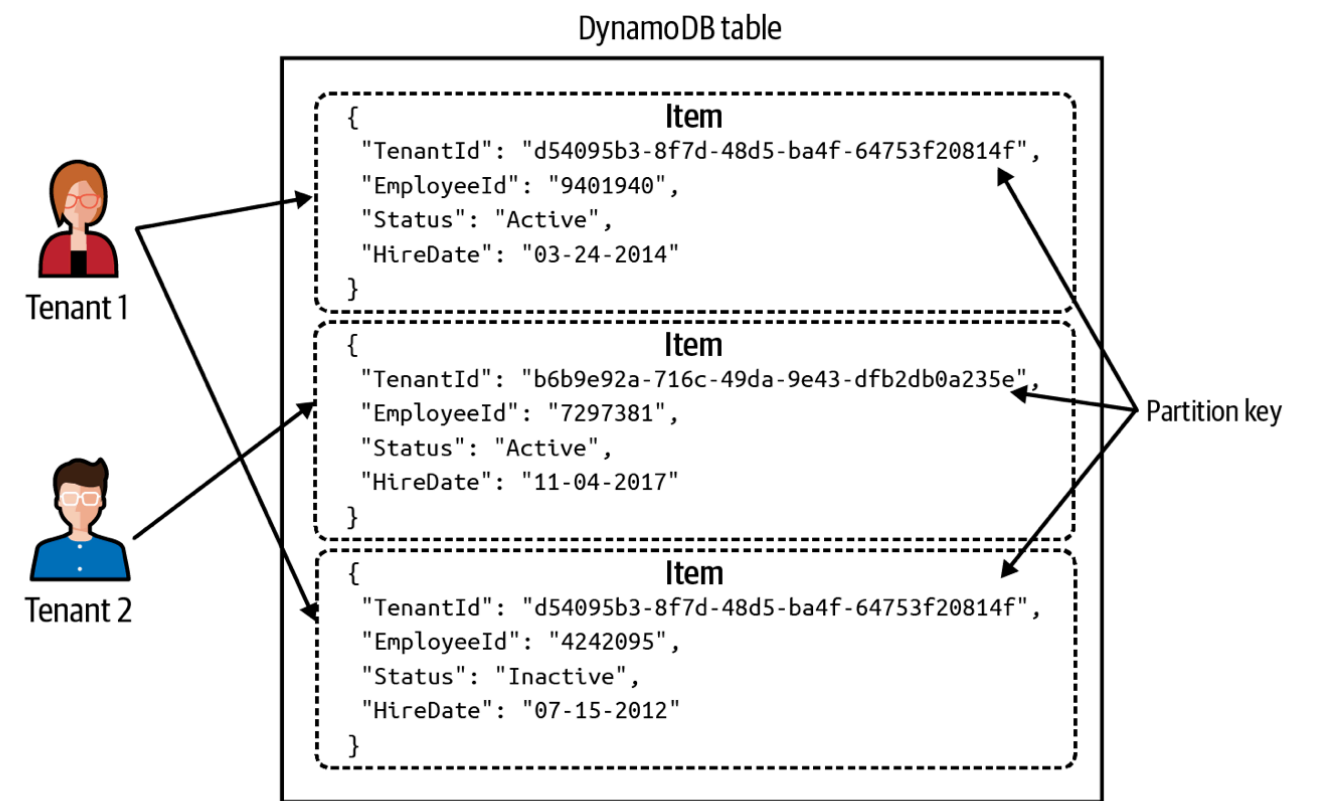 DynamoDB table
Item
{
"TenantId": "d54095b3-8f7d-48d5-ba4f-64753f20814f",
"EmployeeId": "9401940",
"Status": "Active",
"HireDate": "03-24-2014"
}
Tenant 1
Item
{
"TenantId": "b6b9e92a-716c-49da-9e43-dfb2db0a235e",
"EmployeeId": "7297381",
"Status": "Active",
"HireDate": "11-04-2017"
}
Partition key
Tenant 2
Item
{
"TenantId": "d54095b3-8f7d-48d5-ba4f-64753f20814f",
"EmployeeId": "4242095",
"Status": "Inactive",
"HireDate": "07-15-2012"
}